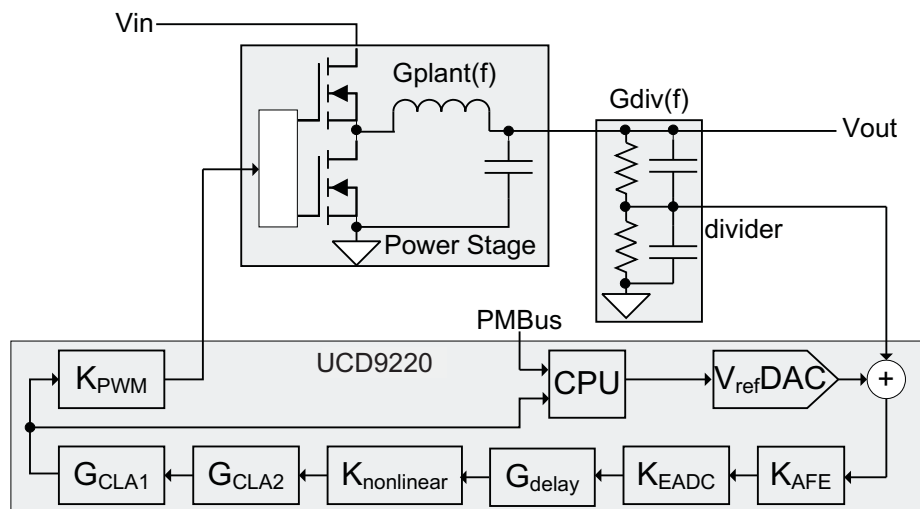 Vin
Gplant(f)
Gdiv(f)
Vout
Power Stage
divider
PMBus
UCD9220
KPWM
CPU
VrefDAC
+
GCLA1
GCLA2
Knonlinear
Gdelay
KEADC
KAFE